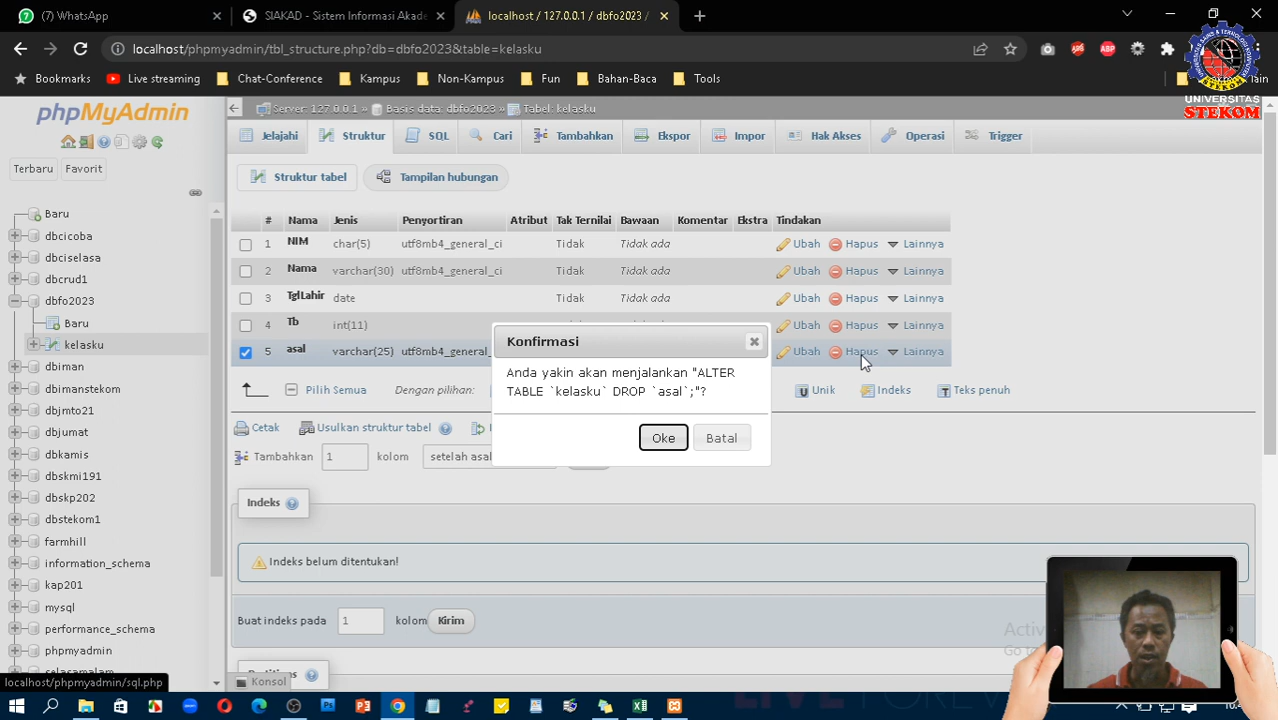 (7) WhatsApp
SIAKAD - Sistem Informasi Akade
localhost / 127.0.0.1 / dbfo2023 /
localhost/phpmyadmin/tbl_structure.php?db=dbfo2023&table=kelasku
Bookmarks
Live streaming
Chat-Conference
Kampus
Non-Kampus
Fun
Bahan-Baca
Tools
UNIVERSITAS
STEKOM
phpMyAdmin
Terbaru
Favorit
Baru
dbcicoba
dbciselasa
dbcrud1
dbfo2023
Baru
kelasku
dbiman
dbimanstekom
dbjmto21
dbjumat
dbkamis
dbskmi191
dbskp202
dbstekom1
farmhill
information_schema
kap201
mysql
performance_schema
phpmyadmin
localhost/phpmyadmin/sql.php
Server: 127.0.0.1 » Basis data: dbfo2023 » Tabel: kelasku
Jelajahi Struktur SQL Cari Tambahkan Ekspor Impor Hak Akses Operasi Trigger
Struktur tabel Tampilan hubungan
# Nama Jenis Penyortiran Atribut Tak Ternilai Bawaan Komentar Ekstra Tindakan
1 NIM char(5) utf8mb4_general_ci Tidak Tidak ada Ubah Hapus Lainnya
2 Nama varchar(30) utf8mb4_general_ci Tidak Tidak ada Ubah Hapus Lainnya
3 TglLahir date Tidak Tidak ada Ubah Hapus Lainnya
4 Tb int(11) Ubah Hapus Lainnya
5 asal varchar(25) utf8mb4_general_ Ubah Hapus Lainnya
Konfirmasi
Anda yakin akan menjalankan "ALTER
TABLE `kelasku` DROP `asal`;"?
Oke
Batal
Pilih Semua Dengan pilihan: Unik Indeks Teks penuh
Cetak Usulkan struktur tabel
Tambahkan 1 kolom setelah asal
Indeks
Indeks belum ditentukan!
Buat indeks pada 1 kolom Kirim
Partitions
Konsol